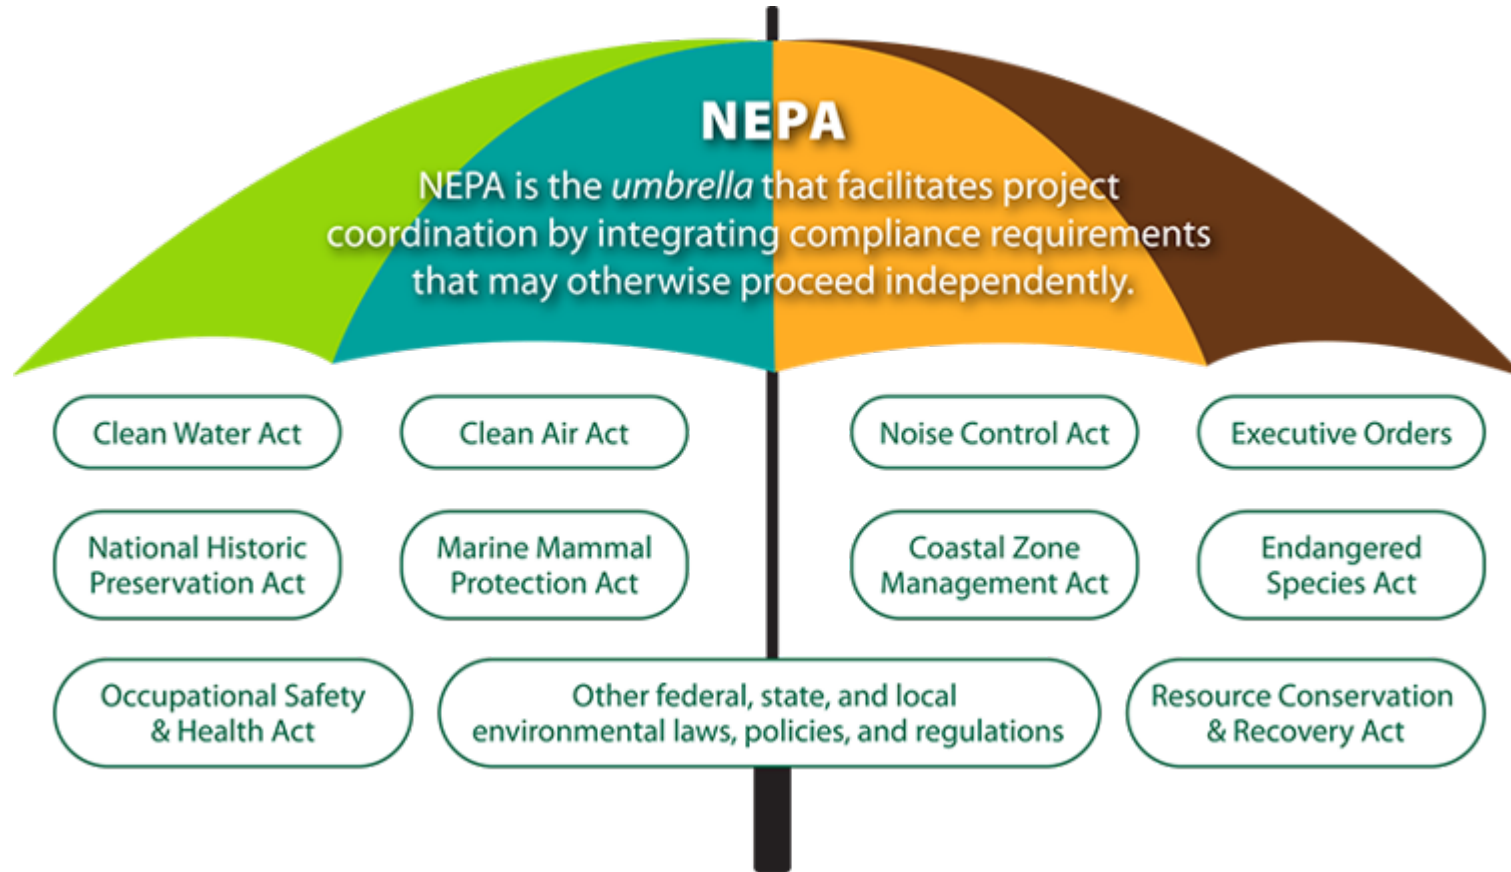 NEPA
NEPA is the umbrella that facilitates project
coordination by integrating compliance requirements
that may otherwise proceed independently.
Clean Water Act
Clean Air Act
Noise Control Act
Executive Orders
National Historic
Preservation Act
Marine Mammal
Protection Act
Coastal Zone
Management Act
Endangered
Species Act
Occupational Safety
& Health Act
Other federal, state, and local
environmental laws, policies, and regulations
Resource Conservation
& Recovery Act